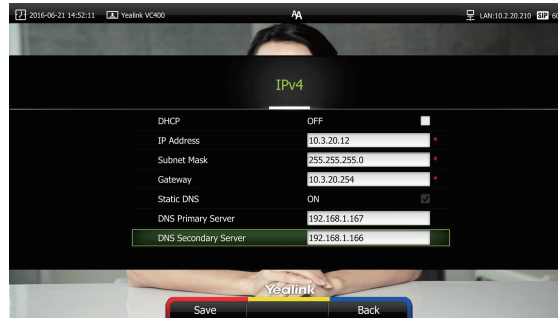 2016-06-21 14:52:11 Yealink VC400 AA LAN:10.2.20.210 SIP
IPv4
DHCP OFF
IP Address 10.3.20.12 *
Subnet Mask 255.255.255.0 *
Gateway 10.3.20.254 *
Static DNS ON
DNS Primary Server 192.168.1.167
DNS Secondary Server 192.168.1.166
Yealink
Save Back